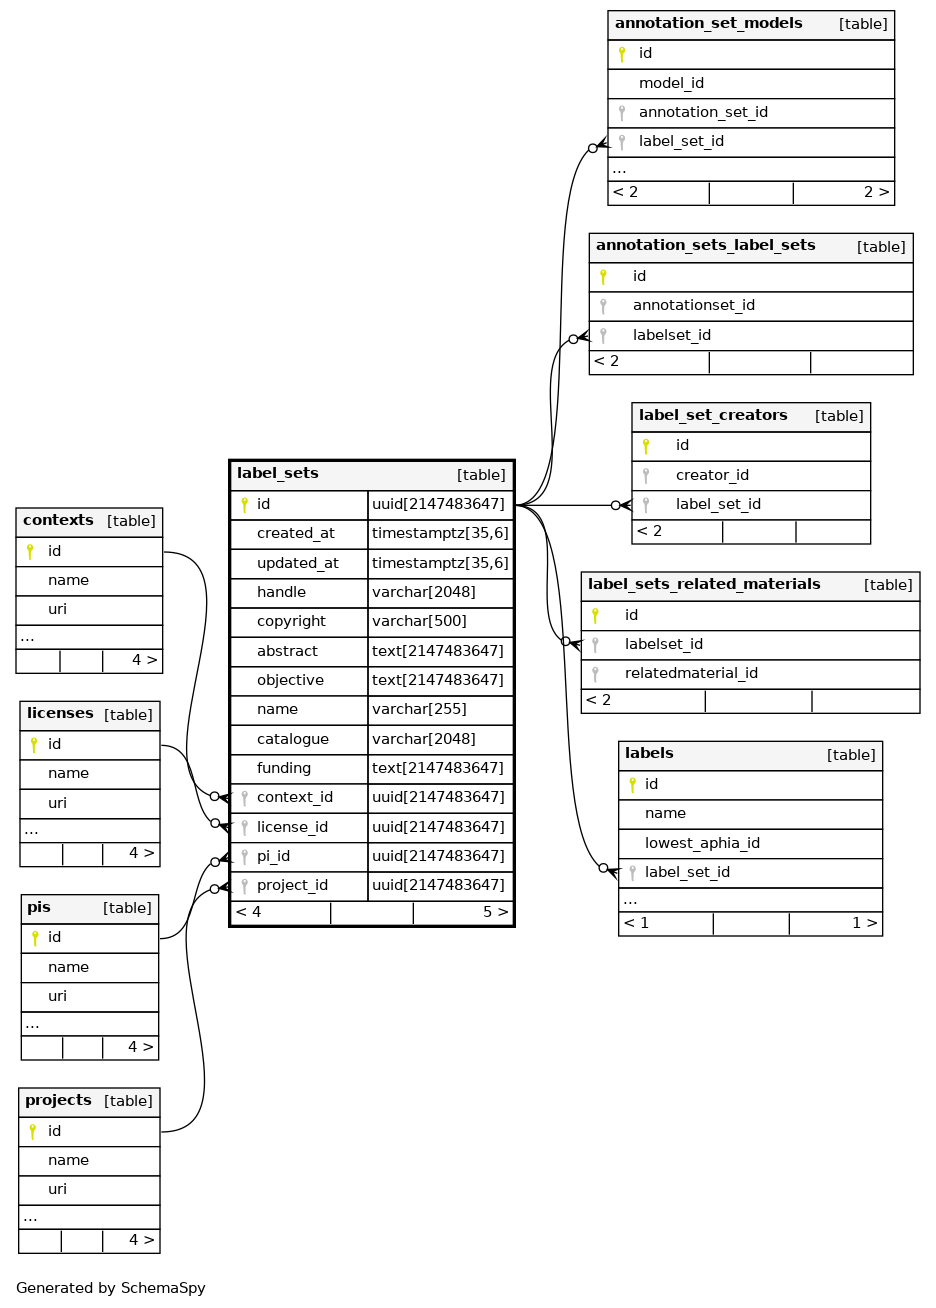 annotation_set_models [table]
id
model_id
annotation_set_id
label_set_id
...
< 2 2 >
annotation_sets_label_sets [table]
id
annotationset_id
labelset_id
< 2
label_set_creators [table]
id
creator_id
label_set_id
< 2
label_sets_related_materials [table]
id
labelset_id
relatedmaterial_id
< 2
labels [table]
id
name
lowest_aphia_id
label_set_id
...
< 1 1 >
label_sets [table]
id uuid[2147483647]
created_at timestamptz[35,6]
updated_at timestamptz[35,6]
handle varchar[2048]
copyright varchar[500]
abstract text[2147483647]
objective text[2147483647]
name varchar[255]
catalogue varchar[2048]
funding text[2147483647]
context_id uuid[2147483647]
license_id uuid[2147483647]
pi_id uuid[2147483647]
project_id uuid[2147483647]
< 4 5 >
contexts [table]
id
name
uri
...
4 >
licenses [table]
id
name
uri
...
4 >
pis [table]
id
name
uri
...
4 >
projects [table]
id
name
uri
...
4 >
Generated by SchemaSpy